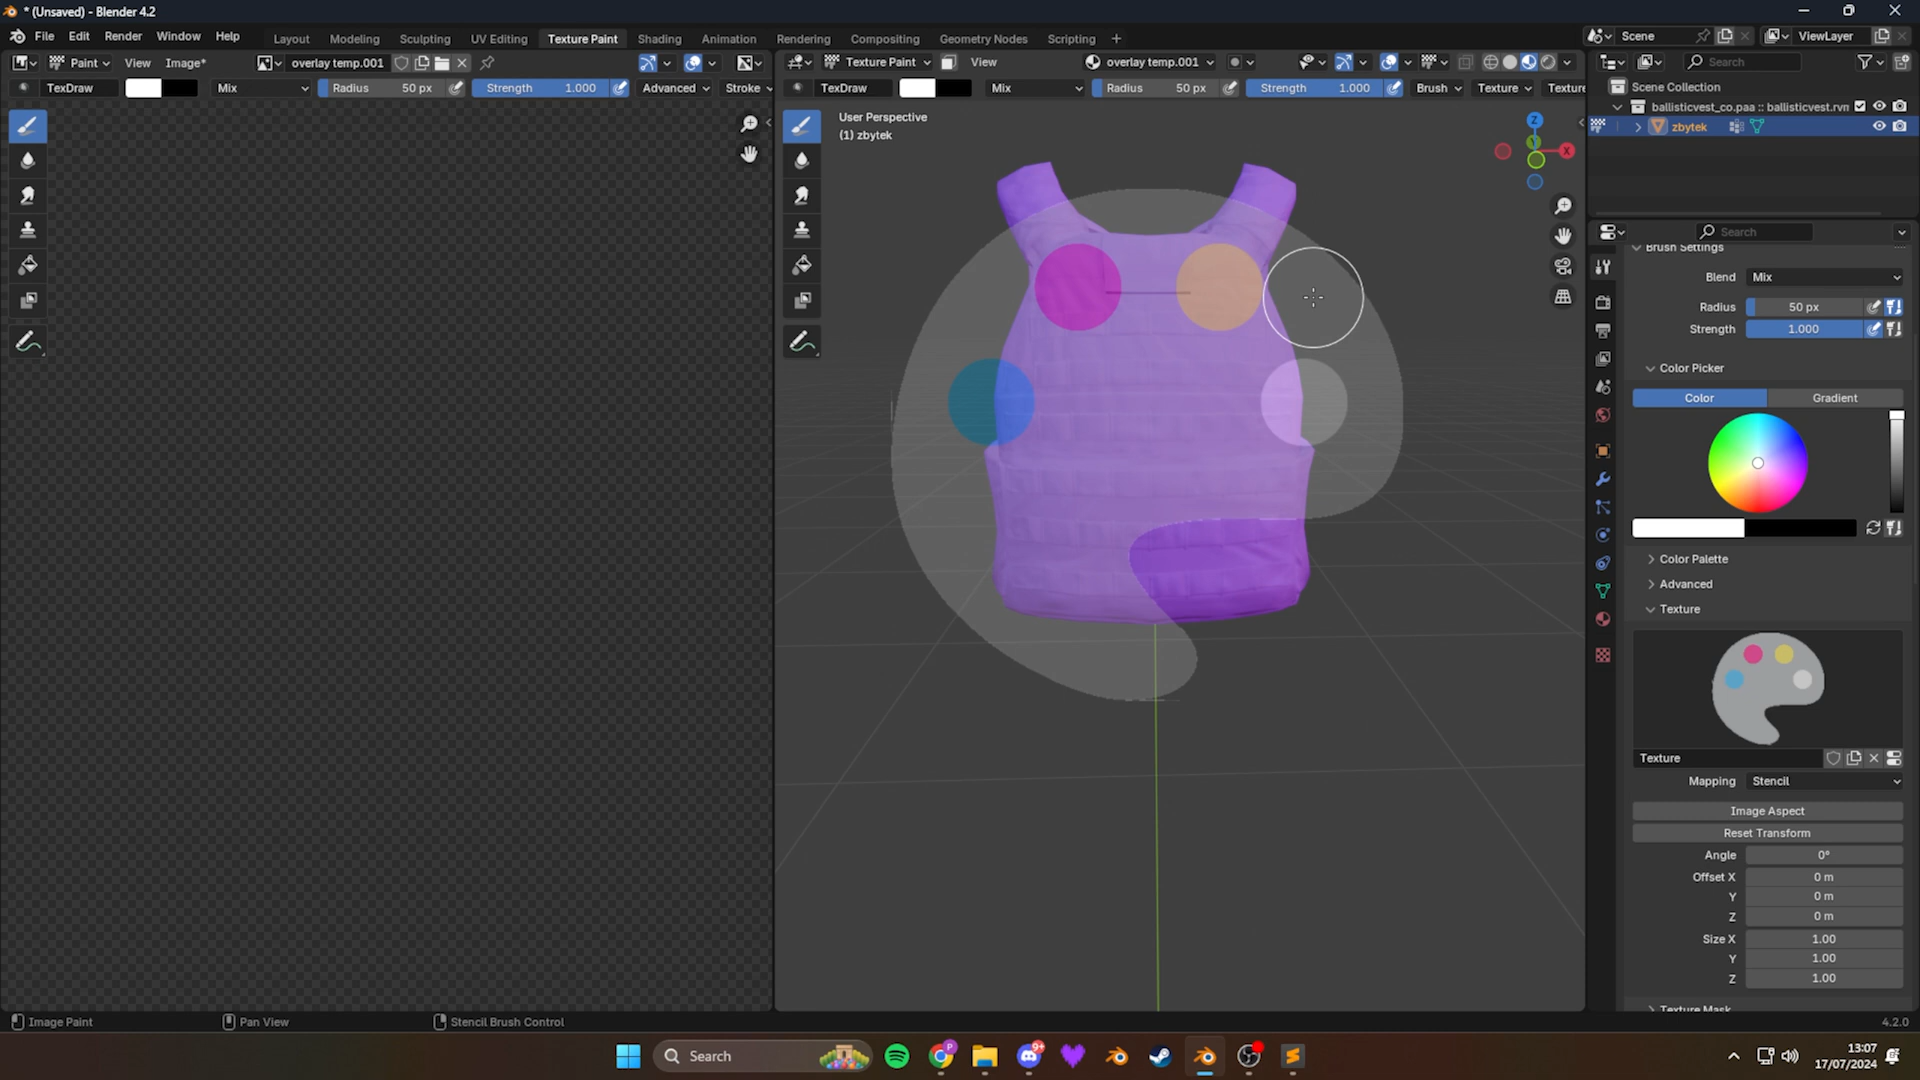 * (Unsaved) - Blender 4.2
File Edit Render Window Help
Layout Modeling Sculpting UV Editing Texture Paint Shading Animation Rendering Compositing Geometry Nodes Scripting +
Scene ViewLayer
Paint View Image* overlay temp.001
Texture Paint View overlay temp.001
Search
TexDraw Mix Radius 50 px Strength 1.000 Advanced Stroke
TexDraw Mix Radius 50 px Strength 1.000 Brush Texture Texture
User Perspective
(1) zbytek
Z
Y
X
Scene Collection
ballisticvest_co.paa :: ballisticvest.rvm
zbytek
Search
Brush Settings
Blend Mix
Radius 50 px
Strength 1.000
Color Picker
Color Gradient
Color Palette
Advanced
Texture
Texture
Mapping Stencil
Image Aspect
Reset Transform
Angle 0°
Offset X 0 m
Y 0 m
Z 0 m
Size X 1.00
Y 1.00
Z 1.00
Texture Mask
Image Paint Pan View Stencil Brush Control 4.2.0
Search
P
9+
13:07
17/07/2024